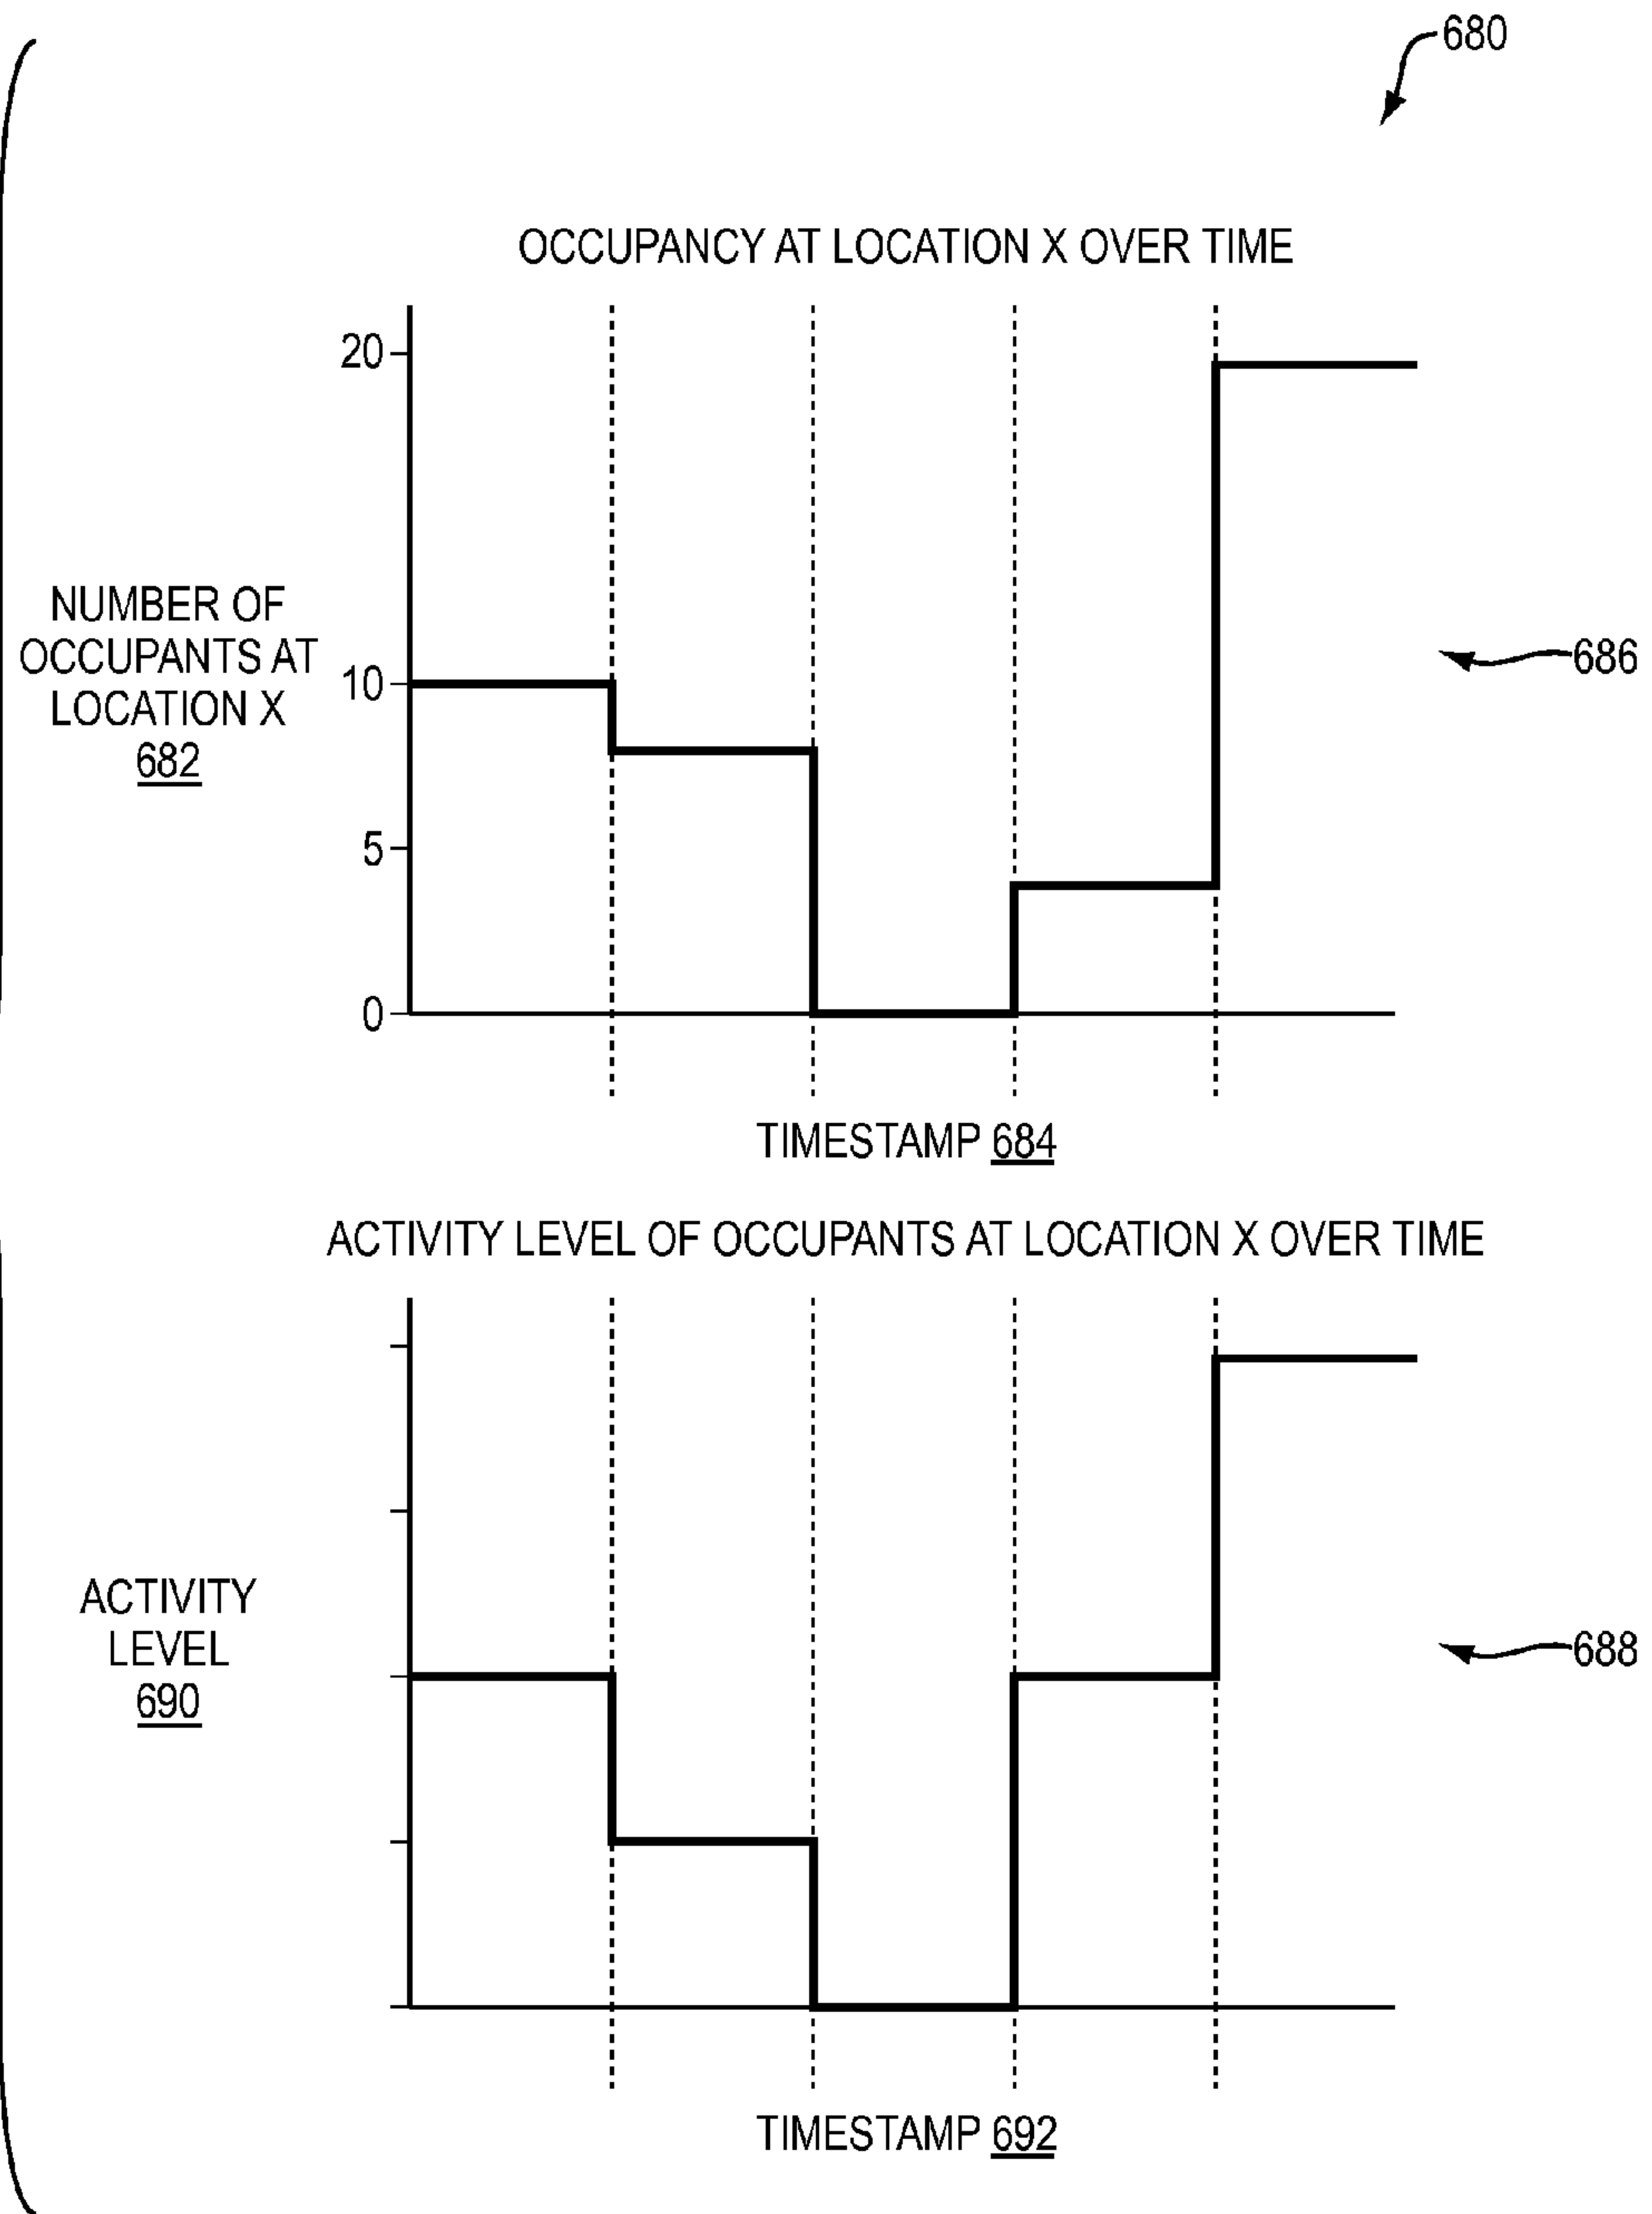 680
OCCUPANCY AT LOCATION X OVER TIME
20
10
5
0
NUMBER OF
OCCUPANTS AT
LOCATION X
682
686
TIMESTAMP 684
ACTIVITY LEVEL OF OCCUPANTS AT LOCATION X OVER TIME
ACTIVITY
LEVEL
690
688
TIMESTAMP 692